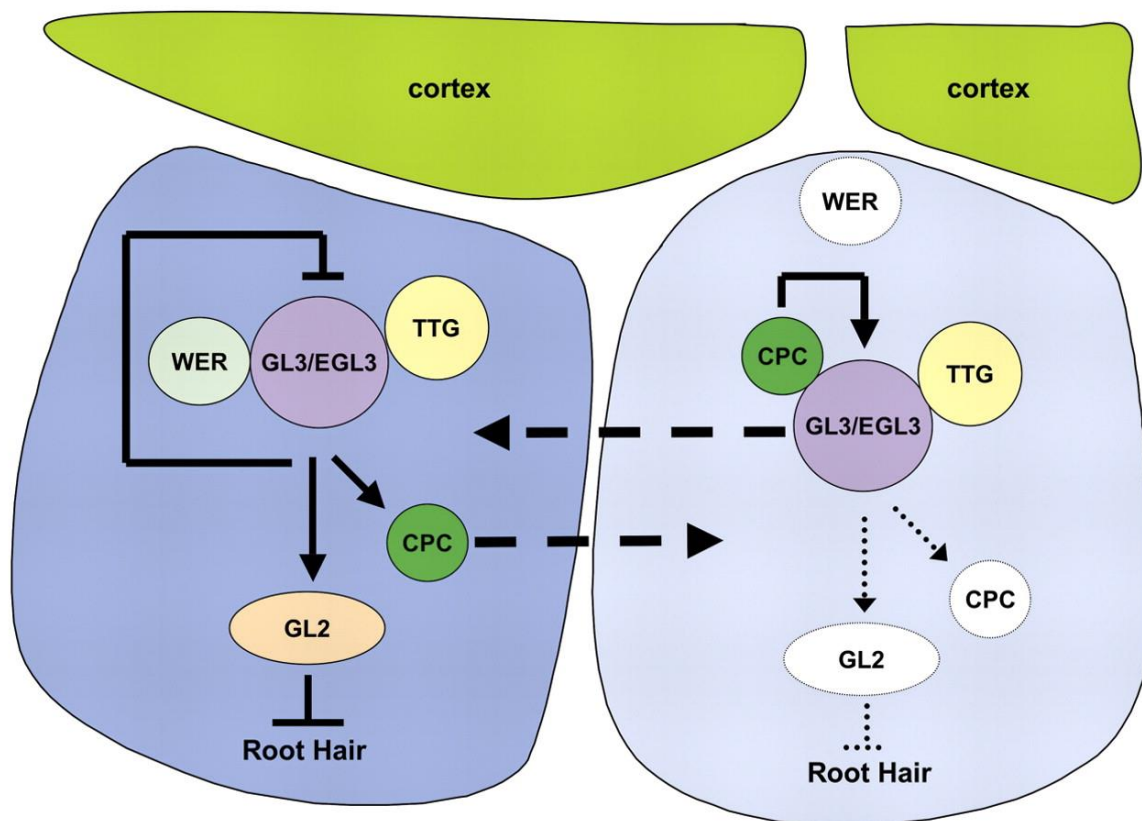 cortex
cortex
WER
GL3/EGL3
TTG
CPC
GL2
Root Hair
WER
CPC
GL3/EGL3
TTG
CPC
GL2
Root Hair